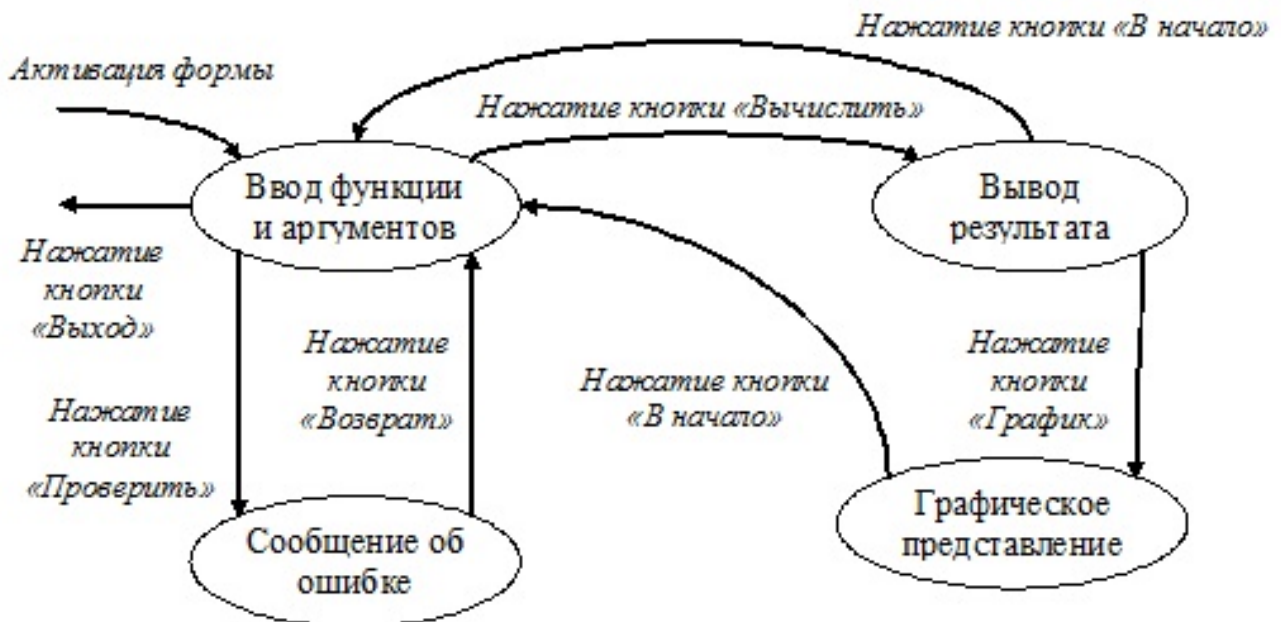 Нажатие кнопки «В начало»
Активация формы
Нажатие кнопки «Вычислить»
Ввод функции
и аргументов
Вывод
результата
Нажатие
кнопки
«Выход»
Нажатие
кнопки
«Проверить»
Нажатие
кнопки
«Возврат»
Нажатие кнопки
«В начало»
Нажатие
кнопки
«График»
Сообщение об
ошибке
Графическое
представление